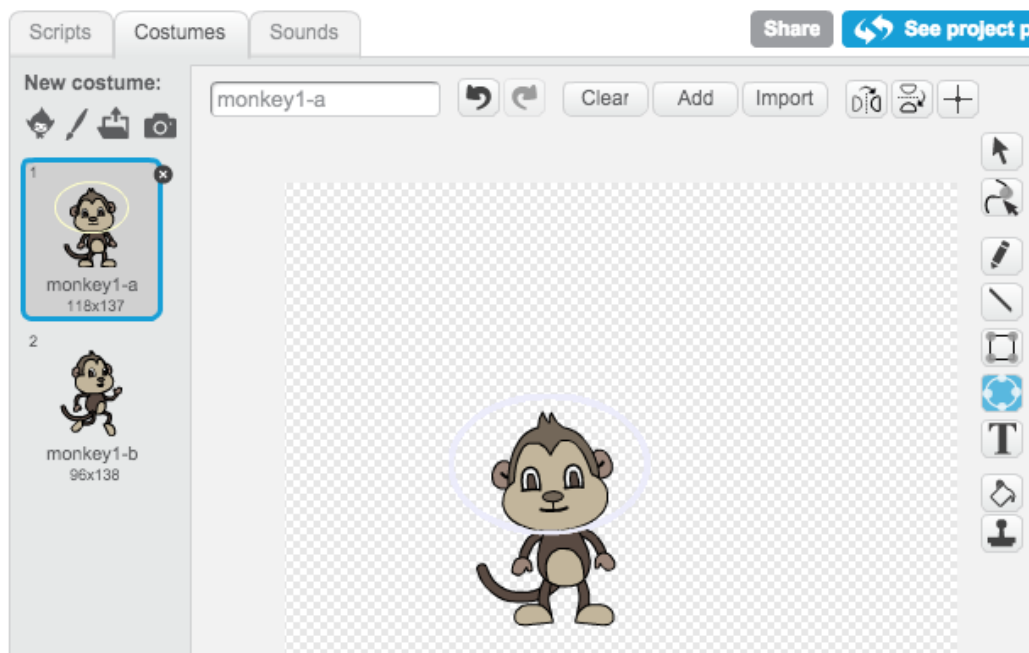 Scripts Costumes Sounds Share See project p
New costume:
monkey1-a Clear Add Import
1
monkey1-a
118x137
2
monkey1-b
96x138
T